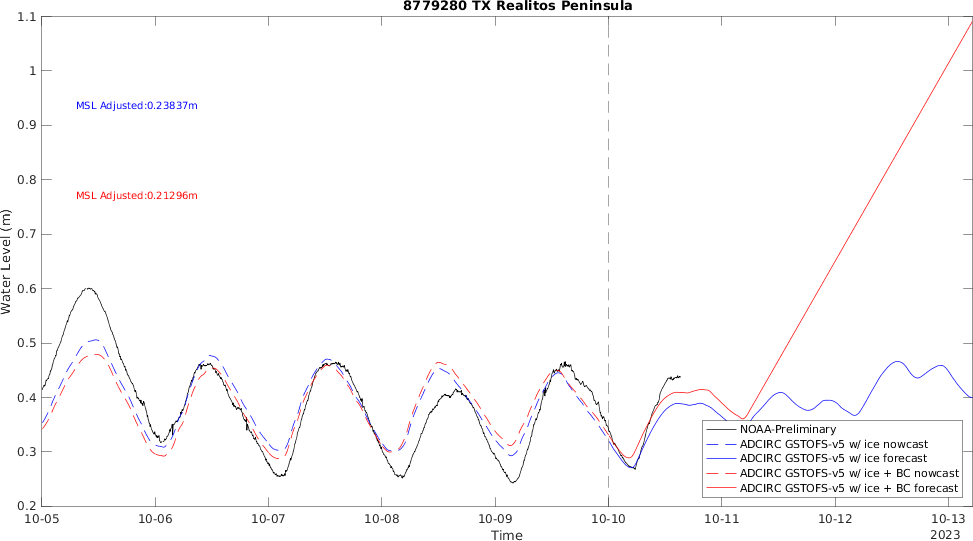 8779280 TX Realitos Peninsula
1.1
1
0.9
0.8
0.7
0.6
0.5
0.4
0.3
0.2
Water Level (m)
MSL Adjusted:0.23837m
MSL Adjusted:0.21296m
NOAA-Preliminary
ADCIRC GSTOFS-v5 w/ ice nowcast
ADCIRC GSTOFS-v5 w/ ice forecast
ADCIRC GSTOFS-v5 w/ ice + BC nowcast
ADCIRC GSTOFS-v5 w/ ice + BC forecast
10-05 10-06 10-07 10-08 10-09 10-10 10-11 10-12 10-13
2023
Time